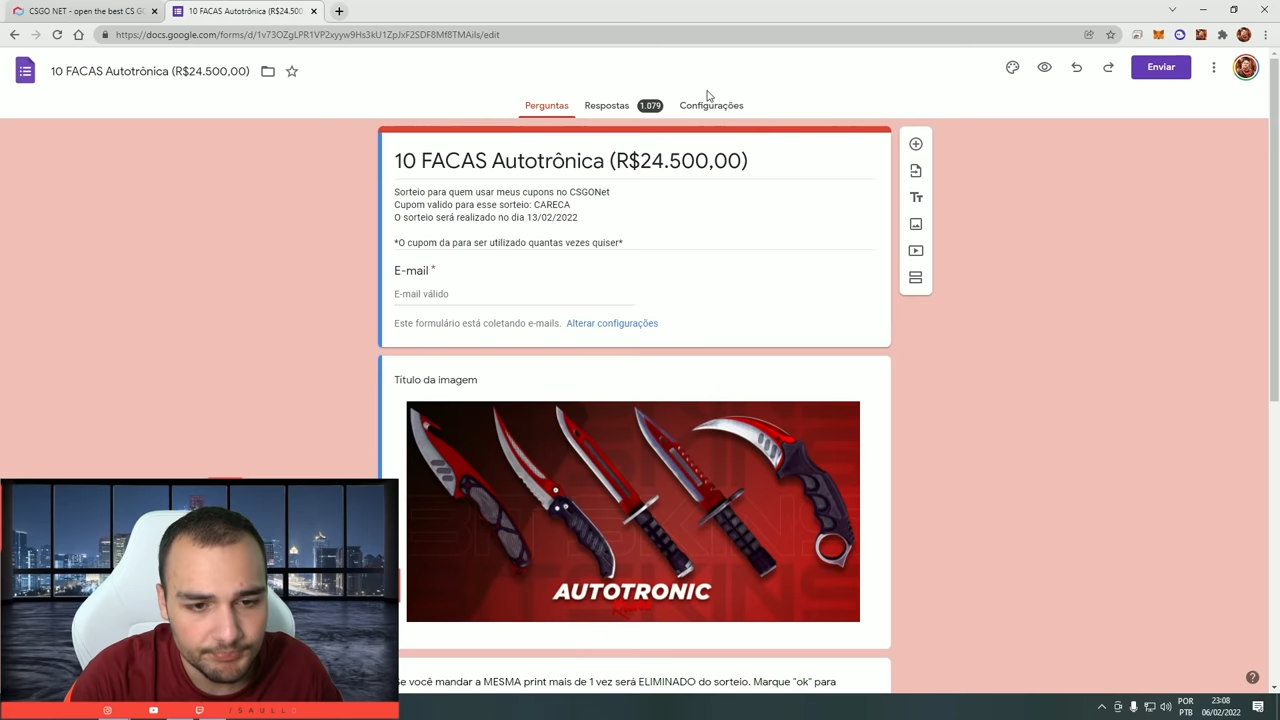 CSGO NET - open the best CS G
10 FACAS Autotrônica (R$24.500
https://docs.google.com/forms/d/1v73OZgLPR1VP2xyyw9Hs3kU1ZpJxF2SDF8Mf8TMAiIs/edit
10 FACAS Autotrônica (R$24.500,00)
Enviar
Perguntas
Respostas 1.079
Configurações
10 FACAS Autotrônica (R$24.500,00)
Sorteio para quem usar meus cupons no CSGONet
Cupom valido para esse sorteio: CARECA
O sorteio será realizado no dia 13/02/2022
*O cupom da para ser utilizado quantas vezes quiser*
E-mail *
E-mail válido
Este formulário está coletando e-mails. Alterar configurações
Título da imagem
AUTOTRONIC
se você mandar a MESMA print mais de 1 vez será ELIMINADO do sorteio. Marque "ok" para
/ S A U L L
POR
PTB
23:08
06/02/2022